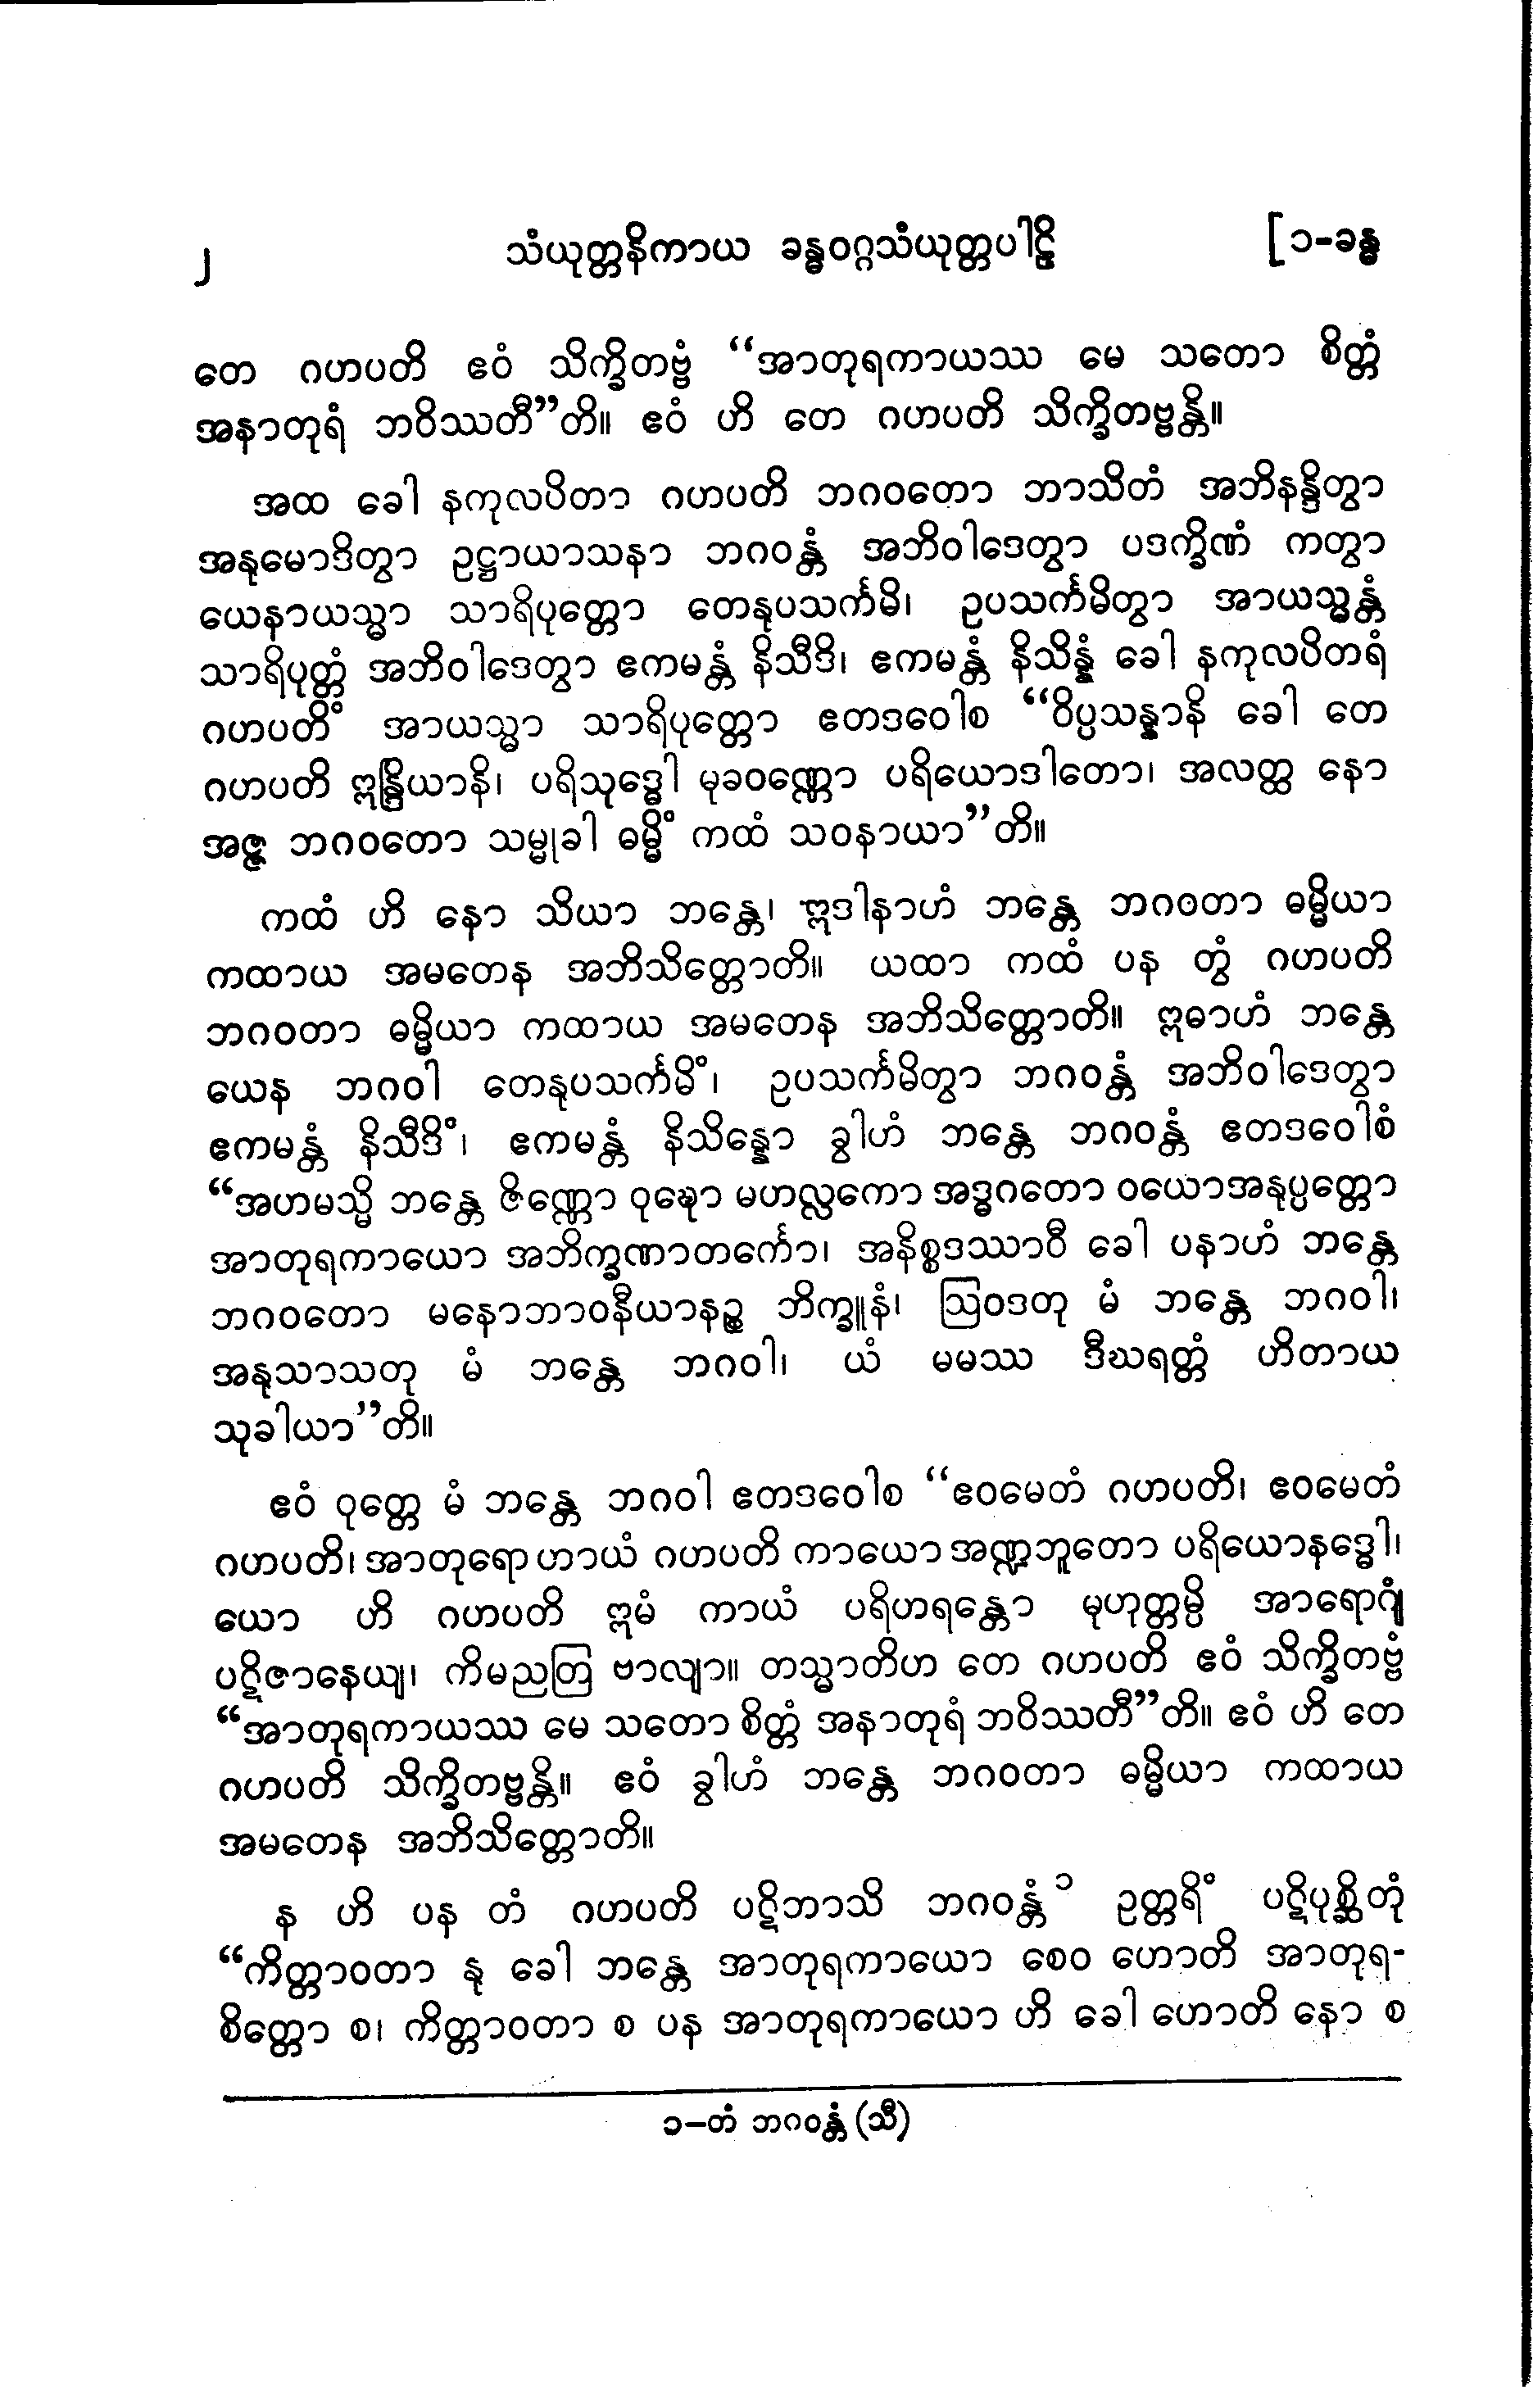 ၂ သံယုတ္တနိကာယ ခန္ဓဝဂ္ဂသံယုတ္တပါဠိ [၁-ခန္ဓ
တေ ဂဟပတိ ဧဝံ သိက္ခိတဗ္ဗံ “အာတုရကာယဿ မေ သတော စိတ္တံ
အနာတုရံ ဘဝိဿတီ”တိ။ ဧဝံ ဟိ တေ ဂဟပတိ သိက္ခိတဗ္ဗန္တိ။
အထ ခေါ နကုလပိတာ ဂဟပတိ ဘဂဝတော ဘာသိတံ အဘိနန္ဒိတွာ
အနုမောဒိတွာ ဥဋ္ဌာယာသနာ ဘဂဝန္တံ အဘိဝါဒေတွာ ပဒက္ခိဏံ ကတွာ
ယေနာယသ္မာ သာရိပုတ္တော တေနုပသင်္ကမိ၊ ဥပသင်္ကမိတွာ အာယသ္မန္တံ
သာရိပုတ္တံ အဘိဝါဒေတွာ ဧကမန္တံ နိသီဒိ၊ ဧကမန္တံ နိသိန္နံ ခေါ နကုလပိတရံ
ဂဟပတိံ အာယသ္မာ သာရိပုတ္တော ဧတဒဝေါစ “ဝိပ္ပသန္နာနိ ခေါ တေ
ဂဟပတိ ဣန္ဒြိယာနိ၊ ပရိသုဒ္ဓေါ မုခဝဏ္ဏော ပရိယောဒါတော၊ အလတ္ထ နော
အဇ္ဇ ဘဂဝတော သမ္မုခါ ဓမ္မိံ ကထံ သဝနာယာ”တိ။
ကထံ ဟိ နော သိယာ ဘန္တေ၊ ဣဒါနာဟံ ဘန္တေ ဘဂဝတာ ဓမ္မိယာ
ကထာယ အမတေန အဘိသိတ္တောတိ။ ယထာ ကထံ ပန တွံ ဂဟပတိ
ဘဂဝတာ ဓမ္မိယာ ကထာယ အမတေန အဘိသိတ္တောတိ။ ဣဓာဟံ ဘန္တေ
ယေန ဘဂဝါ တေနုပသင်္ကမိံ၊ ဥပသင်္ကမိတွာ ဘဂဝန္တံ အဘိဝါဒေတွာ
ဧကမန္တံ နိသီဒိံ၊ ဧကမန္တံ နိသိန္နော ခွါဟံ ဘန္တေ ဘဂဝန္တံ ဧတဒဝေါစံ
“အဟမသ္မိ ဘန္တေ ဇိဏ္ဏော ဝုဍ္ဎော မဟလ္လကော အဒ္ဓဂတော ဝယောအနုပ္ပတ္တော
အာတုရကာယော အဘိက္ခဏာတင်္ကော၊ အနိစ္စဒဿာဝီ ခေါ ပနာဟံ ဘန္တေ
ဘဂဝတော မနောဘာဝနီယာနဉ္စ ဘိက္ခူနံ၊ ဩဝဒတု မံ ဘန္တေ ဘဂဝါ၊
အနုသာသတု မံ ဘန္တေ ဘဂဝါ၊ ယံ မမဿ ဒီဃရတ္တံ ဟိတာယ
သုခါယာ”တိ။
ဧဝံ ဝုတ္တေ မံ ဘန္တေ ဘဂဝါ ဧတဒဝေါစ “ဧဝမေတံ ဂဟပတိ၊ ဧဝမေတံ
ဂဟပတိ၊ အာတုရော ဟာယံ ဂဟပတိ ကာယော အဏ္ဍဘူတော ပရိယောနဒ္ဓေါ၊
ယော ဟိ ဂဟပတိ ဣမံ ကာယံ ပရိဟရန္တော မုဟုတ္တမ္ပိ အာရောဂျံ
ပဋိဇာနေယျ၊ ကိမညတြ ဗာလျာ။ တသ္မာတိဟ တေ ဂဟပတိ ဧဝံ သိက္ခိတဗ္ဗံ
“အာတုရကာယဿ မေ သတော စိတ္တံ အနာတုရံ ဘဝိဿတီ”တိ။ ဧဝံ ဟိ တေ
ဂဟပတိ သိက္ခိတဗ္ဗန္တိ။ ဧဝံ ခွါဟံ ဘန္တေ ဘဂဝတာ ဓမ္မိယာ ကထာယ
အမတေန အဘိသိတ္တောတိ။
န ဟိ ပန တံ ဂဟပတိ ပဋိဘာသိ ဘဂဝန္တံ ၁ ဥတ္တရိံ ပဋိပုစ္ဆိတုံ
“ကိတ္တာဝတာ နု ခေါ ဘန္တေ အာတုရကာယော စေဝ ဟောတိ အာတုရ-
စိတ္တော စ၊ ကိတ္တာဝတာ စ ပန အာတုရကာယော ဟိ ခေါ ဟောတိ နော စ
၁-တံ ဘဂဝန္တံ (သီ)